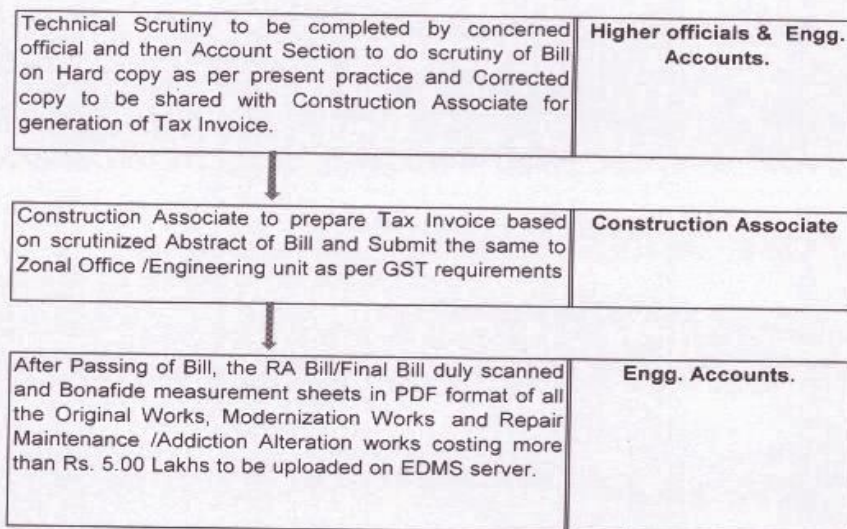 Technical Scrutiny to be completed by concerned
official and then Account Section to do scrutiny of Bill
on Hard copy as per present practice and Corrected
copy to be shared with Construction Associate for
generation of Tax Invoice.
Higher officials & Engg.
Accounts.
Construction Associate to prepare Tax Invoice based
on scrutinized Abstract of Bill and Submit the same to
Zonal Office /Engineering unit as per GST requirements
Construction Associate
After Passing of Bill, the RA Bill/Final Bill duly scanned
and Bonafide measurement sheets in PDF format of all
the Original Works, Modernization Works and Repair
Maintenance /Addiction Alteration works costing more
than Rs. 5.00 Lakhs to be uploaded on EDMS server.
Engg. Accounts.